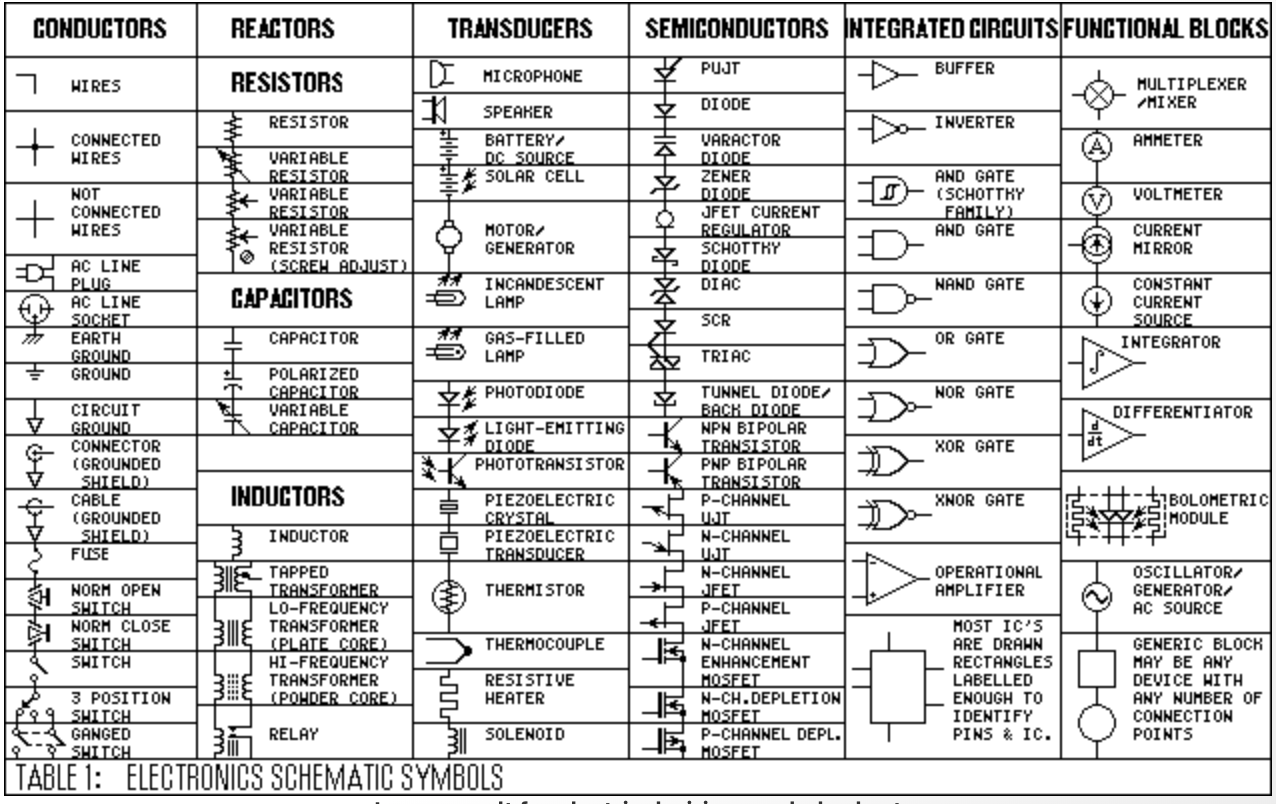 CONDUCTORS
WIRES
CONNECTED
WIRES
NOT
CONNECTED
WIRES
AC LINE
PLUG
AC LINE
SOCKET
EARTH
GROUND
GROUND
CIRCUIT
GROUND
CONNECTOR
(GROUNDED
SHIELD)
CABLE
(GROUNDED
SHIELD)
FUSE
NORM OPEN
SWITCH
NORM CLOSE
SWITCH
SWITCH
3 POSITION
SWITCH
GANGED
SWITCH
REACTORS
RESISTORS
RESISTOR
VARIABLE
RESISTOR
VARIABLE
RESISTOR
VARIABLE
RESISTOR
(SCREW ADJUST)
CAPACITORS
CAPACITOR
POLARIZED
CAPACITOR
VARIABLE
CAPACITOR
INDUCTORS
INDUCTOR
TAPPED
TRANSFORMER
LO-FREQUENCY
TRANSFORMER
(PLATE CORE)
HI-FREQUENCY
TRANSFORMER
(POWDER CORE)
RELAY
TRANSDUCERS
MICROPHONE
SPEAKER
BATTERY/
DC SOURCE
SOLAR CELL
MOTOR/
GENERATOR
INCANDESCENT
LAMP
GAS-FILLED
LAMP
PHOTODIODE
LIGHT-EMITTING
DIODE
PHOTOTRANSISTOR
PIEZOELECTRIC
CRYSTAL
PIEZOELECTRIC
TRANSDUCER
THERMISTOR
THERMOCOUPLE
RESISTIVE
HEATER
SOLENOID
SEMICONDUCTORS
PUJT
DIODE
VARACTOR
DIODE
ZENER
DIODE
JFET CURRENT
REGULATOR
SCHOTTKY
DIODE
DIAC
SCR
TRIAC
TUNNEL DIODE/
BACK DIODE
NPN BIPOLAR
TRANSISTOR
PNP BIPOLAR
TRANSISTOR
P-CHANNEL
UJT
N-CHANNEL
UJT
N-CHANNEL
JFET
P-CHANNEL
JFET
N-CHANNEL
ENHANCEMENT
MOSFET
N-CH.DEPLETION
MOSFET
P-CHANNEL DEPL.
MOSFET
INTEGRATED CIRCUITS
BUFFER
INVERTER
AND GATE
(SCHOTTKY
FAMILY)
AND GATE
NAND GATE
OR GATE
NOR GATE
XOR GATE
XNOR GATE
OPERATIONAL
AMPLIFIER
MOST IC'S
ARE DRAWN
RECTANGLES
LABELLED
ENOUGH TO
IDENTIFY
PINS & IC.
FUNCTIONAL BLOCKS
MULTIPLEXER
/MIXER
A
AMMETER
V
VOLTMETER
CURRENT
MIRROR
CONSTANT
CURRENT
SOURCE
∫
INTEGRATOR
d
dt
DIFFERENTIATOR
BOLOMETRIC
MODULE
OSCILLATOR/
GENERATOR/
AC SOURCE
GENERIC BLOCK
MAY BE ANY
DEVICE WITH
ANY NUMBER OF
CONNECTION
POINTS
TABLE 1: ELECTRONICS SCHEMATIC SYMBOLS